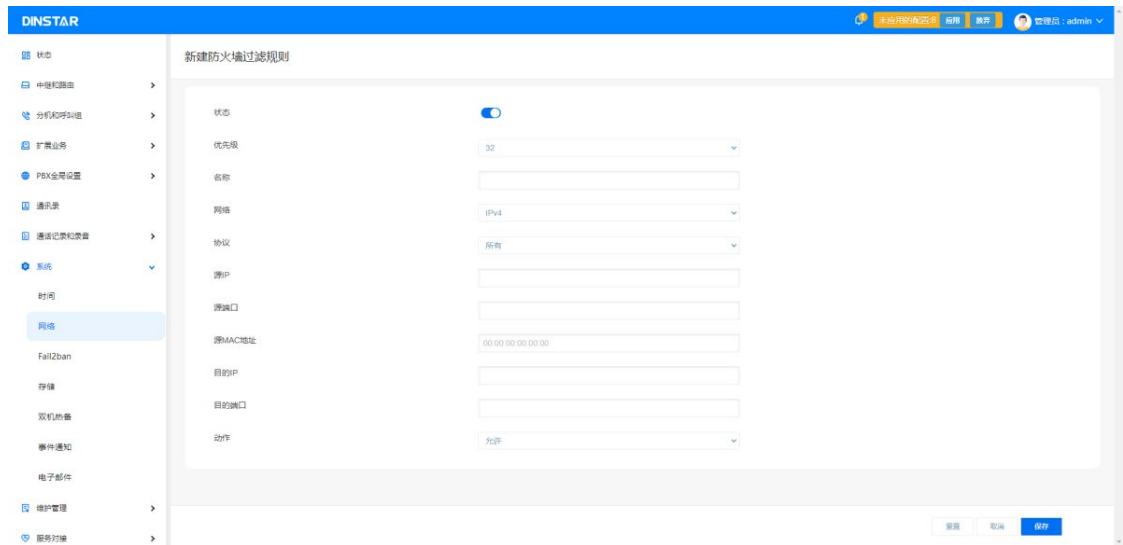 DINSTAR
未应用的配置项 应用 放弃 管理员 : admin
状态
中继和路由
分机和呼叫组
扩展业务
PBX全局设置
通讯录
通话记录和录音
系统
时间
网络
Fail2ban
存储
双机热备
事件通知
电子邮件
维护管理
服务对接
新建防火墙过滤规则
状态
优先级 32
名称
网络 IPv4
协议 所有
源IP
源端口
源MAC地址 00:00:00:00:00:00
目的IP
目的端口
动作 允许
重置 取消 保存